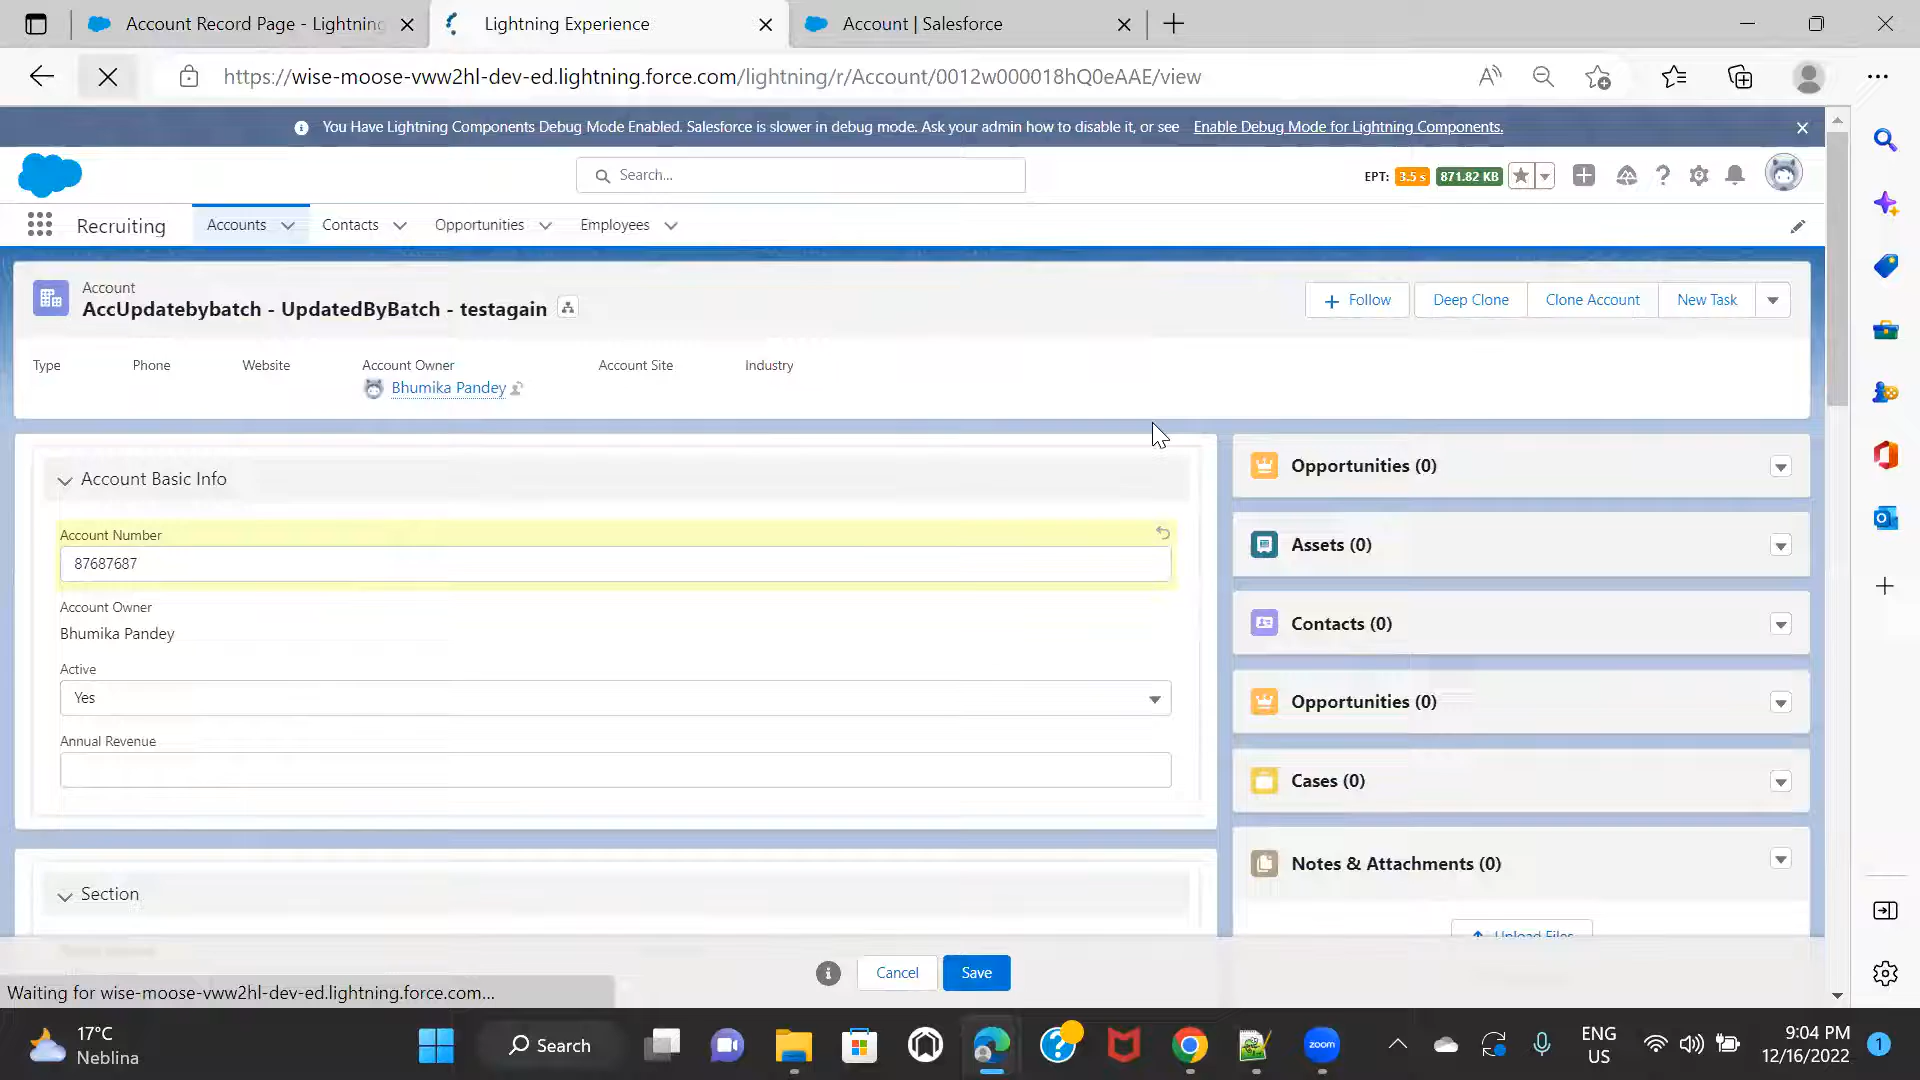 Account Record Page - Lightning
Lightning Experience
Account | Salesforce
https://wise-moose-vww2hl-dev-ed.lightning.force.com/lightning/r/Account/0012w000018hQ0eAAE/view
You Have Lightning Components Debug Mode Enabled. Salesforce is slower in debug mode. Ask your admin how to disable it, or see Enable Debug Mode for Lightning Components.
Search...
EPT: 3.5 s 871.82 KB
Recruiting
Accounts
Contacts
Opportunities
Employees
Account
AccUpdatebybatch - UpdatedByBatch - testagain
Follow
Deep Clone
Clone Account
New Task
Type
Phone
Website
Account Owner
Account Site
Industry
Bhumika Pandey
Account Basic Info
Account Number
87687687
Account Owner
Bhumika Pandey
Active
Yes
Annual Revenue
Section
Opportunities (0)
Assets (0)
Contacts (0)
Opportunities (0)
Cases (0)
Notes & Attachments (0)
Upload Files
Cancel
Save
Waiting for wise-moose-vww2hl-dev-ed.lightning.force.com...
17°C
Neblina
Search
zoom
ENG
US
9:04 PM
12/16/2022
1